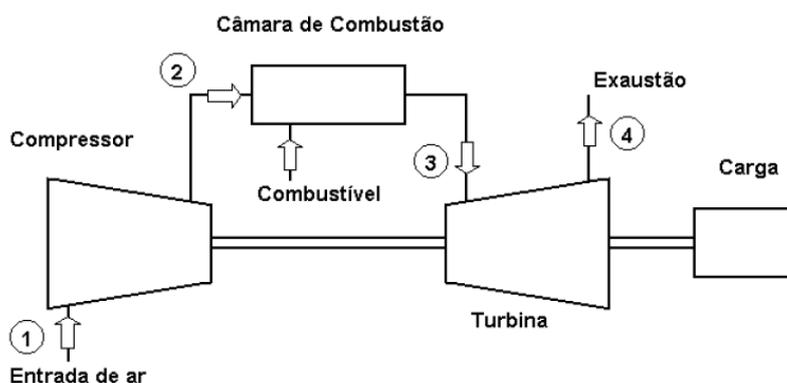 Câmara de Combustão
2
Exaustão
Compressor
3
4
Combustível
Carga
Turbina
1
Entrada de ar